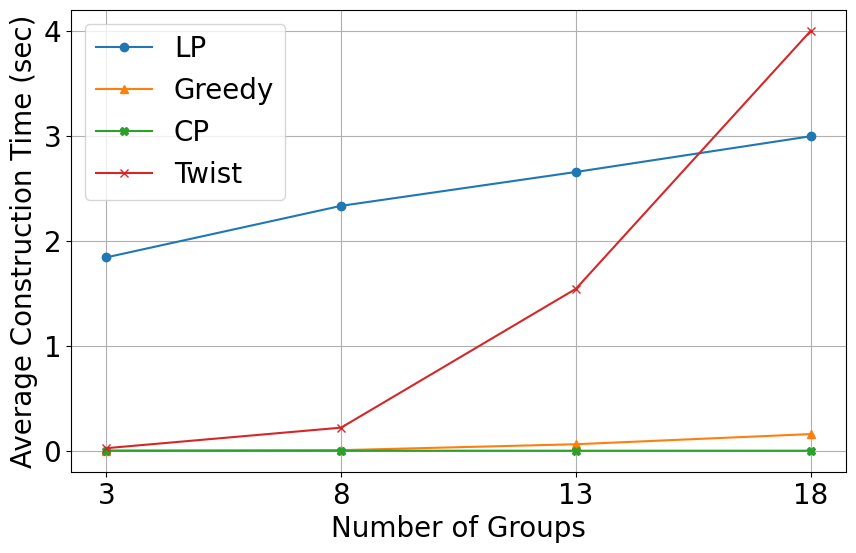 Average Construction Time (sec)
4
3
2
1
0
LP
Greedy
CP
Twist
3 8 13 18
Number of Groups